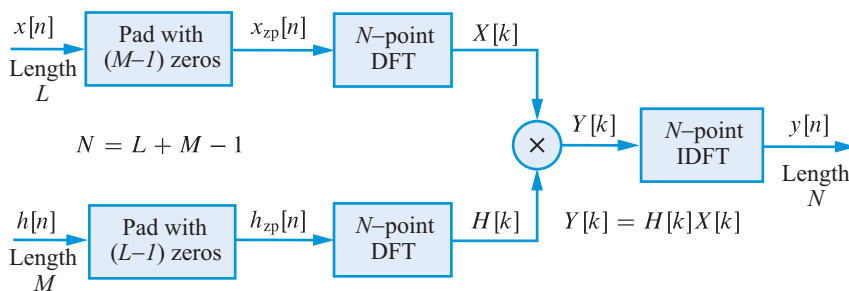 x[n]
Length
L
Pad with
(M–1) zeros
x_zp[n]
N–point
DFT
X[k]
N = L + M − 1
×
Y[k]
N–point
IDFT
y[n]
Length
N
h[n]
Length
M
Pad with
(L–1) zeros
h_zp[n]
N–point
DFT
H[k]
Y[k] = H[k]X[k]